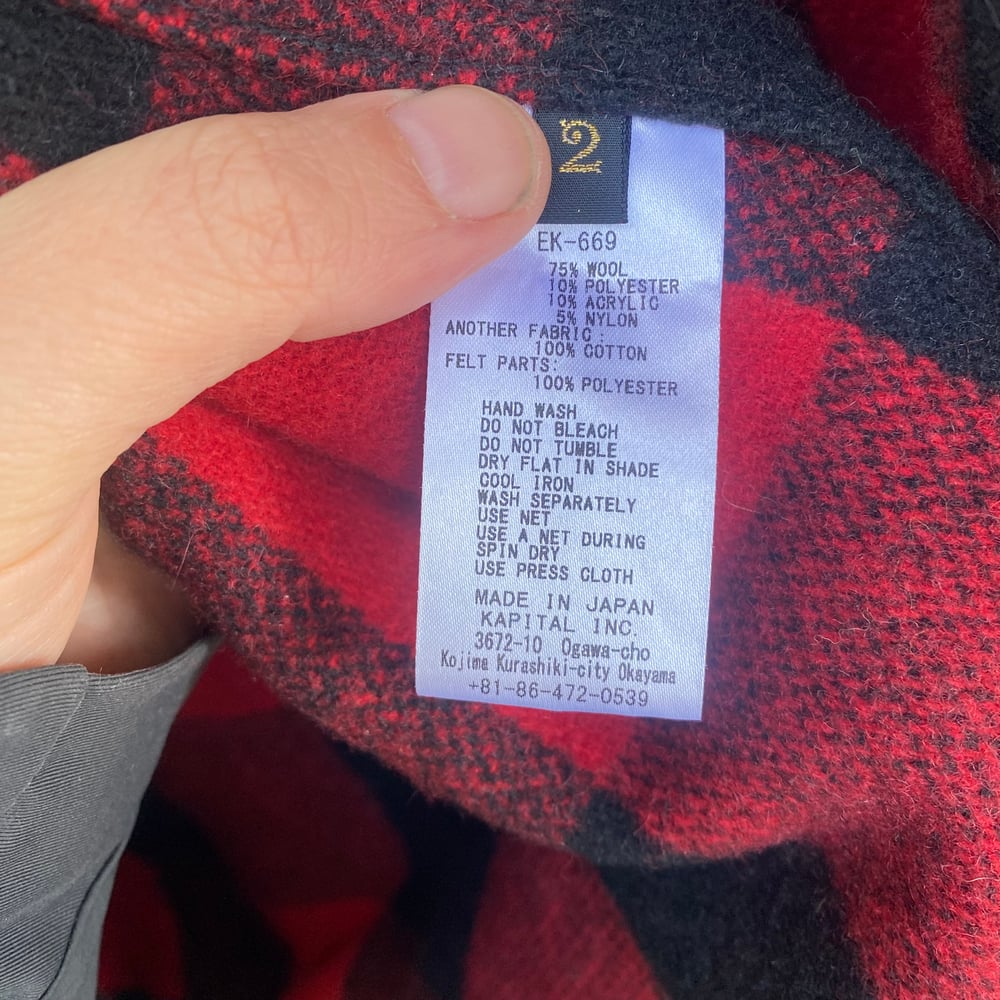 2
EK-669
75% WOOL
10% POLYESTER
10% ACRYLIC
5% NYLON
ANOTHER FABRIC:
100% COTTON
FELT PARTS:
100% POLYESTER
HAND WASH
DO NOT BLEACH
DO NOT TUMBLE
DRY FLAT IN SHADE
COOL IRON
WASH SEPARATELY
USE NET
USE A NET DURING
SPIN DRY
USE PRESS CLOTH
MADE IN JAPAN
KAPITAL INC.
3672-10 Ogawa-cho
Kojima Kurashiki-city Okayama
+81-86-472-0539